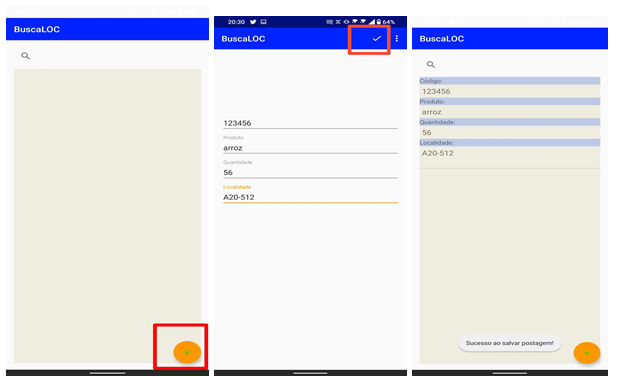 BuscaLOC
20:30
64%
BuscaLOC
123456
Produto
arroz
Quantidade
56
Localidade
A20-512
BuscaLOC
Código:
123456
Produto:
arroz
Quantidade:
56
Localidade:
A20-512
Sucesso ao salvar postagem!